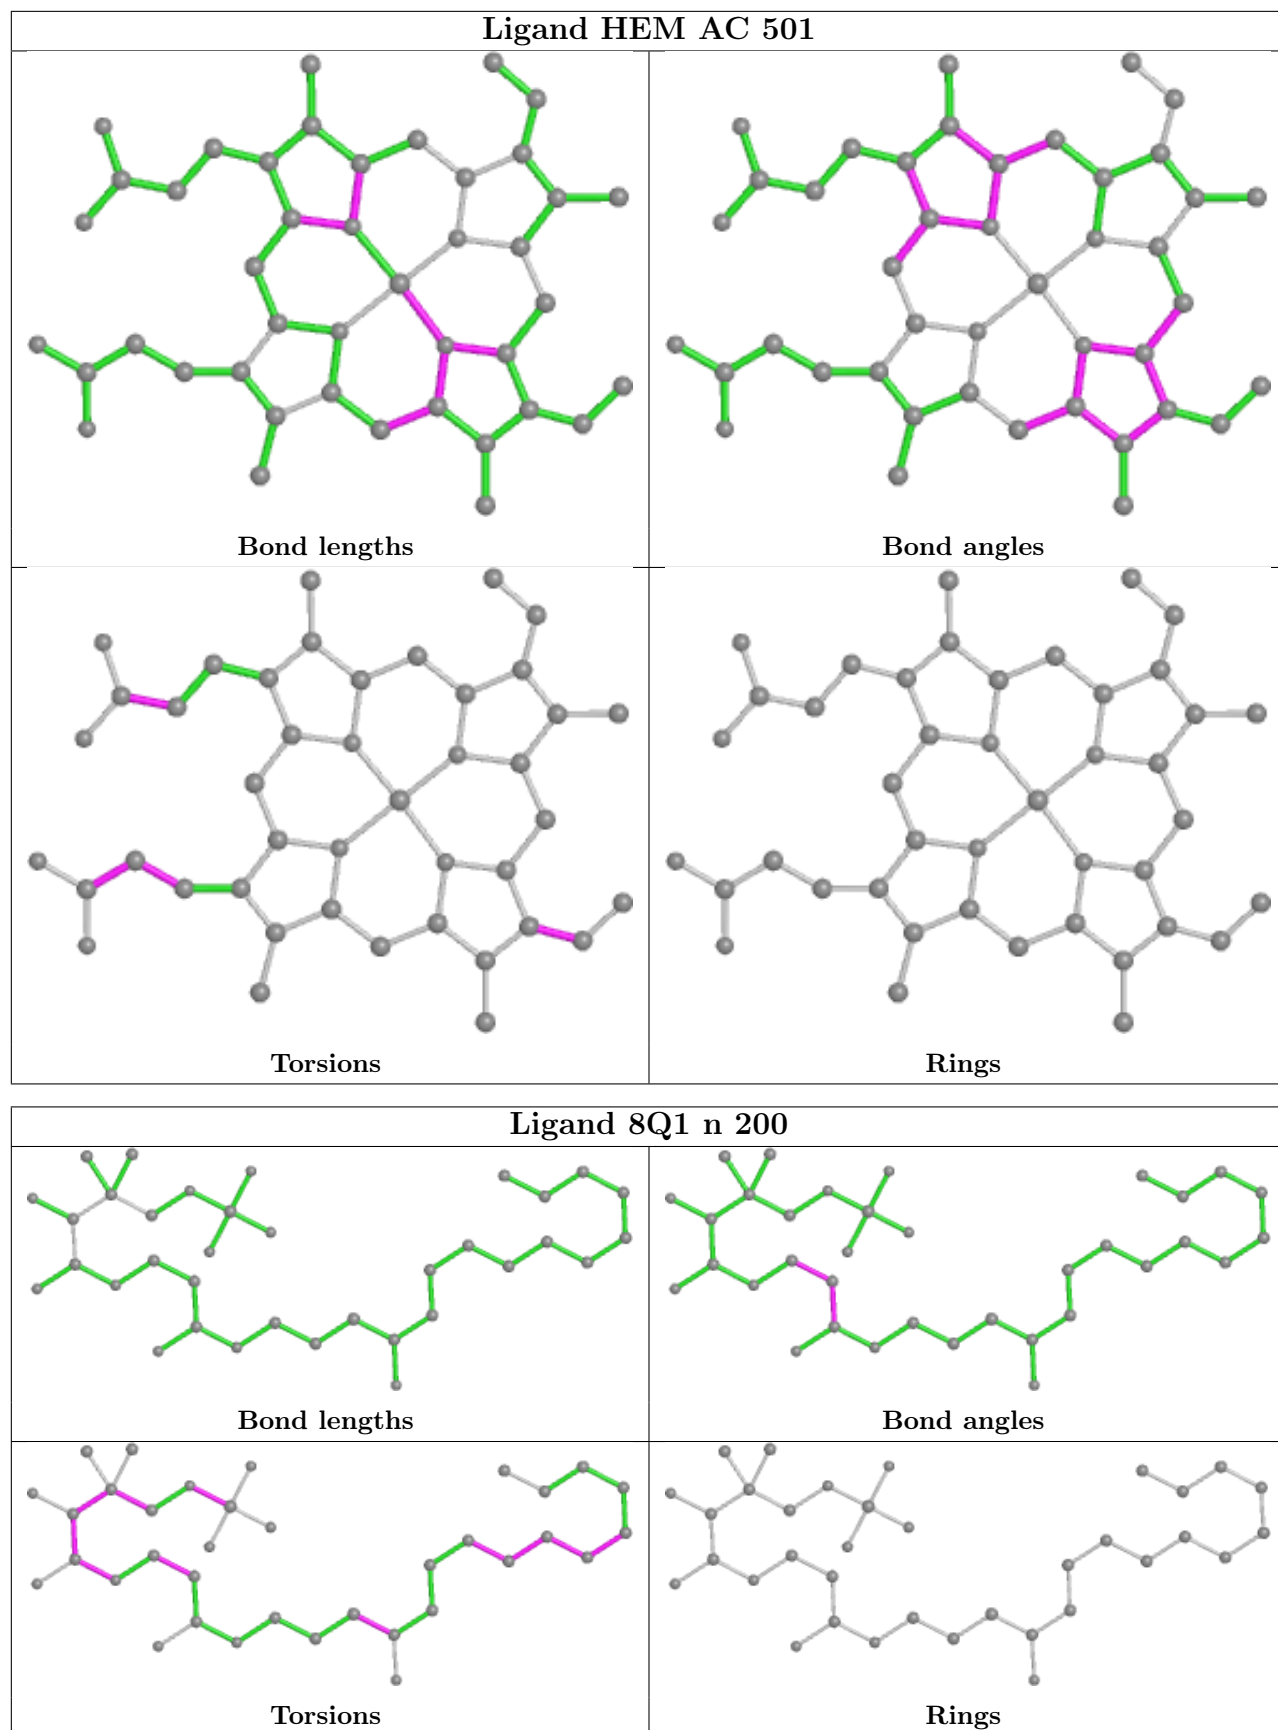 Ligand HEM AC 501
Bond lengths
Bond angles
Torsions
Rings
Ligand 8Q1 n 200
Bond lengths
Bond angles
Torsions
Rings